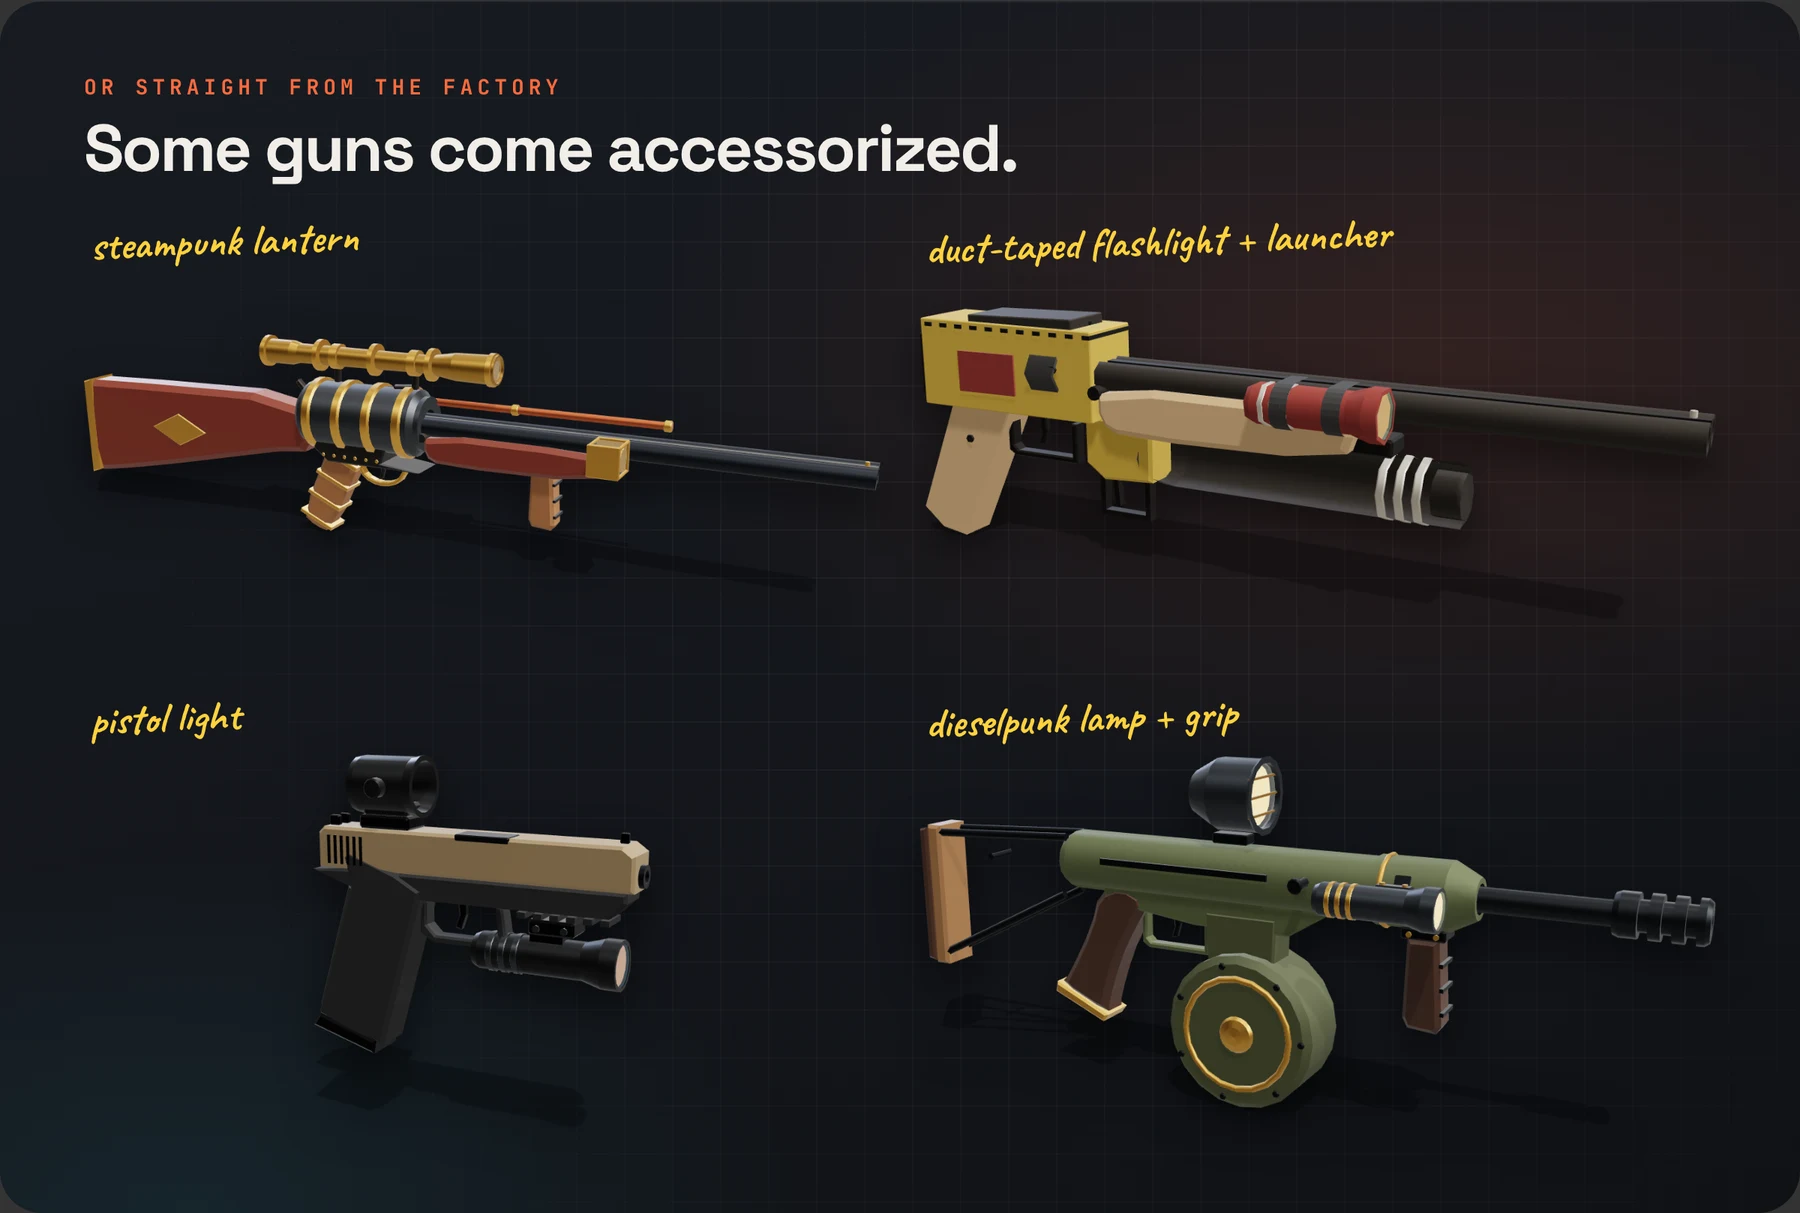 OR STRAIGHT FROM THE FACTORY
Some guns come accessorized.
steampunk lantern
duct-taped flashlight + launcher
pistol light
dieselpunk lamp + grip